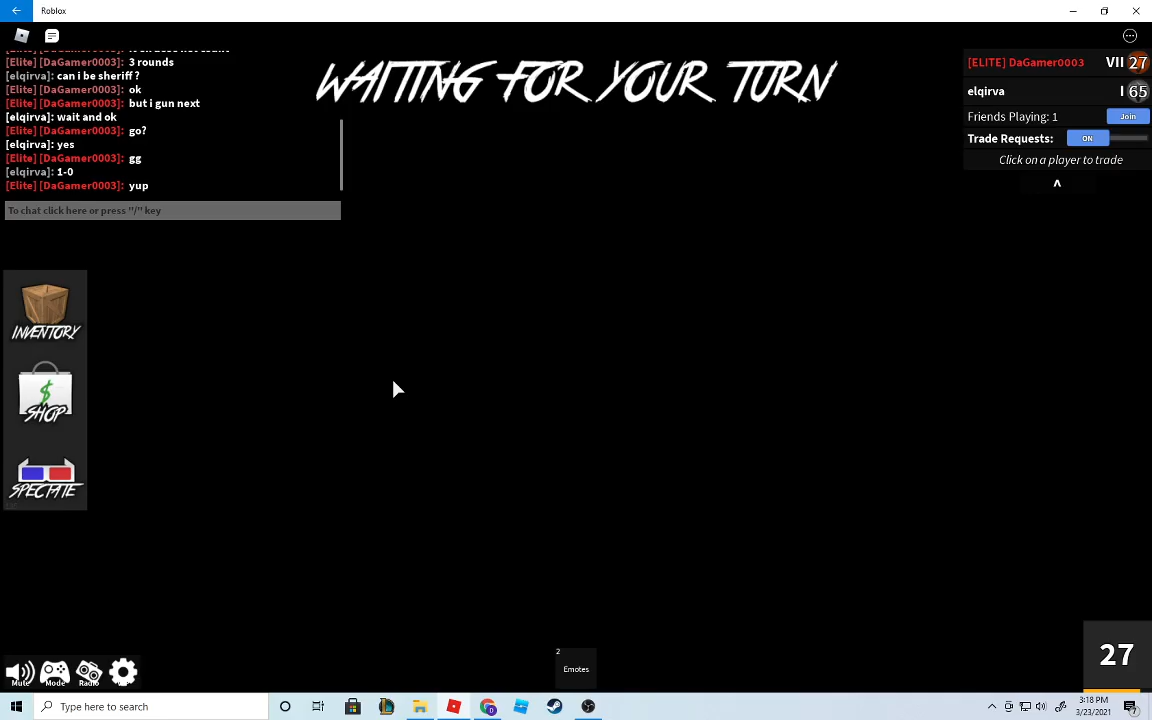 Roblox
[Elite] [DaGamer0003]: 3 rounds
[elqirva]: can i be sheriff ?
[Elite] [DaGamer0003]: ok
[Elite] [DaGamer0003]: but i gun next
[elqirva]: wait and ok
[Elite] [DaGamer0003]: go?
[elqirva]: yes
[Elite] [DaGamer0003]: gg
[elqirva]: 1-0
[Elite] [DaGamer0003]: yup
To chat click here or press "/" key
WAITING FOR YOUR TURN
[ELITE] DaGamer0003 VII 27
elqirva I 65
Friends Playing: 1 Join
Trade Requests: ON
Click on a player to trade
INVENTORY
$
SHOP
SPECTATE
2
Emotes
27
Mute Mode Radio
Type here to search
3:18 PM
3/23/2021
7